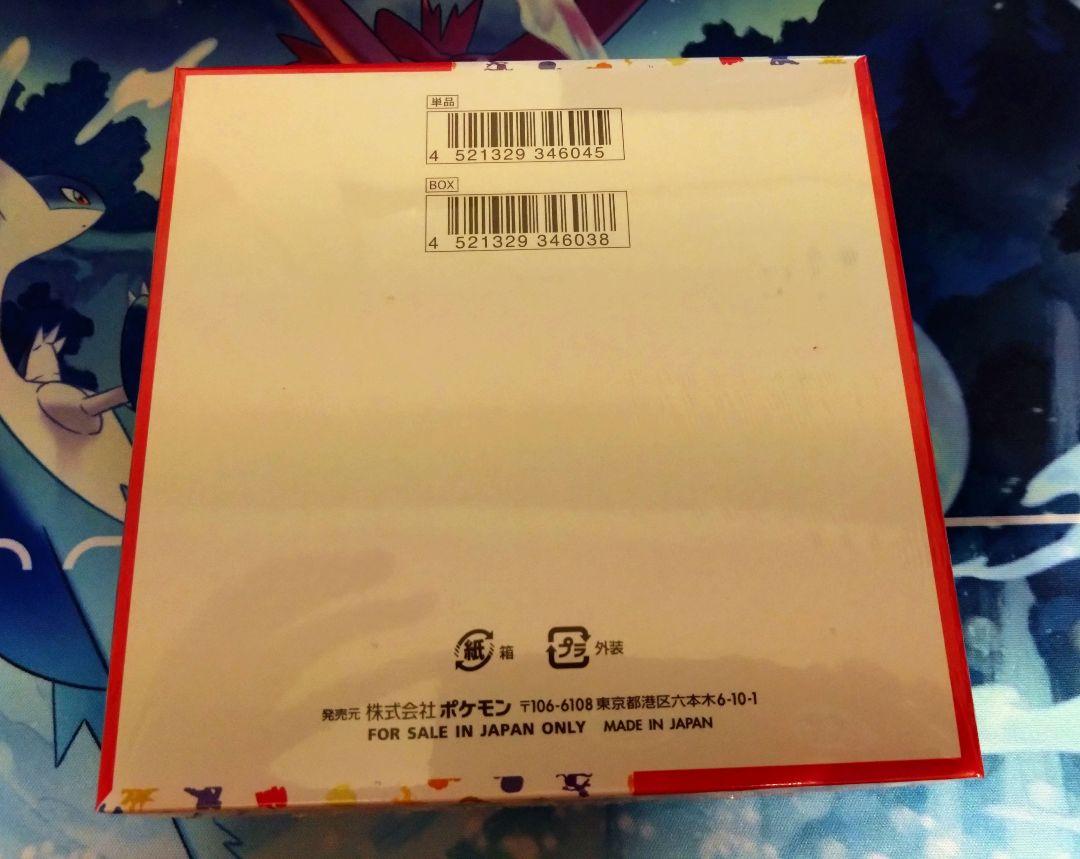 単品
4 521329 346045
BOX
4 521329 346038
紙 箱
プラ 外装
発売元 株式会社ポケモン 〒106-6108 東京都港区六本木6-10-1
FOR SALE IN JAPAN ONLY MADE IN JAPAN